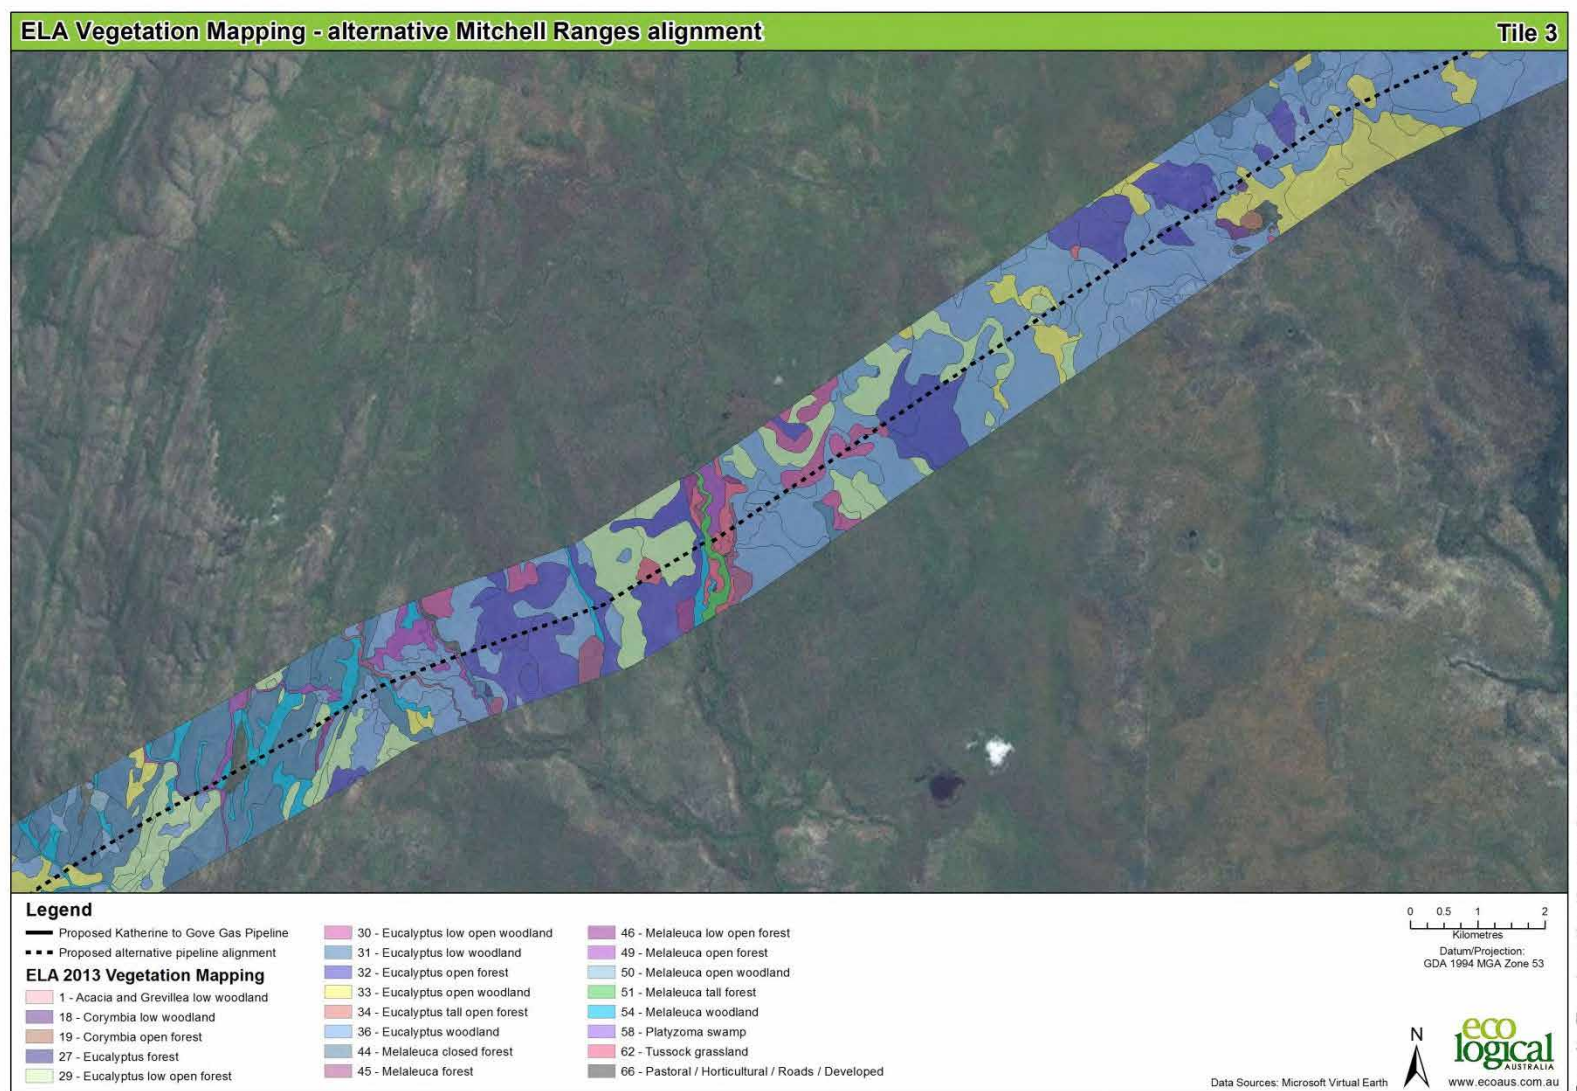 ELA Vegetation Mapping - alternative Mitchell Ranges alignment
Tile 3
Legend
Proposed Katherine to Gove Gas Pipeline
Proposed alternative pipeline alignment
ELA 2013 Vegetation Mapping
1 - Acacia and Grevillea low woodland
18 - Corymbia low woodland
19 - Corymbia open forest
27 - Eucalyptus forest
29 - Eucalyptus low open forest
30 - Eucalyptus low open woodland
31 - Eucalyptus low woodland
32 - Eucalyptus open forest
33 - Eucalyptus open woodland
34 - Eucalyptus tall open forest
36 - Eucalyptus woodland
44 - Melaleuca closed forest
45 - Melaleuca forest
46 - Melaleuca low open forest
49 - Melaleuca open forest
50 - Melaleuca open woodland
51 - Melaleuca tall forest
54 - Melaleuca woodland
58 - Platyzoma swamp
62 - Tussock grassland
66 - Pastoral / Horticultural / Roads / Developed
0 0.5 1 2
Kilometres
Datum/Projection:
GDA 1994 MGA Zone 53
N
eco
logical
AUSTRALIA
www.ecoaus.com.au
Data Sources: Microsoft Virtual Earth